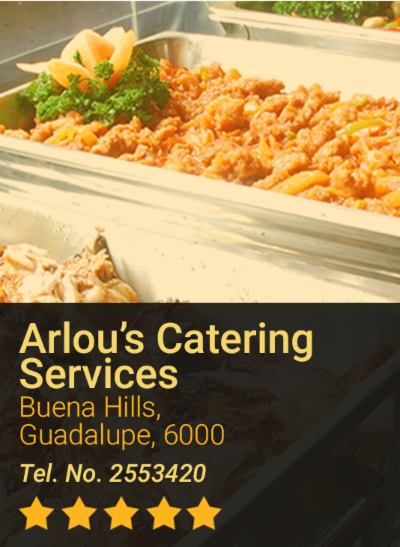 Arlou's Catering
Services
Buena Hills,
Guadalupe, 6000
Tel. No. 2553420